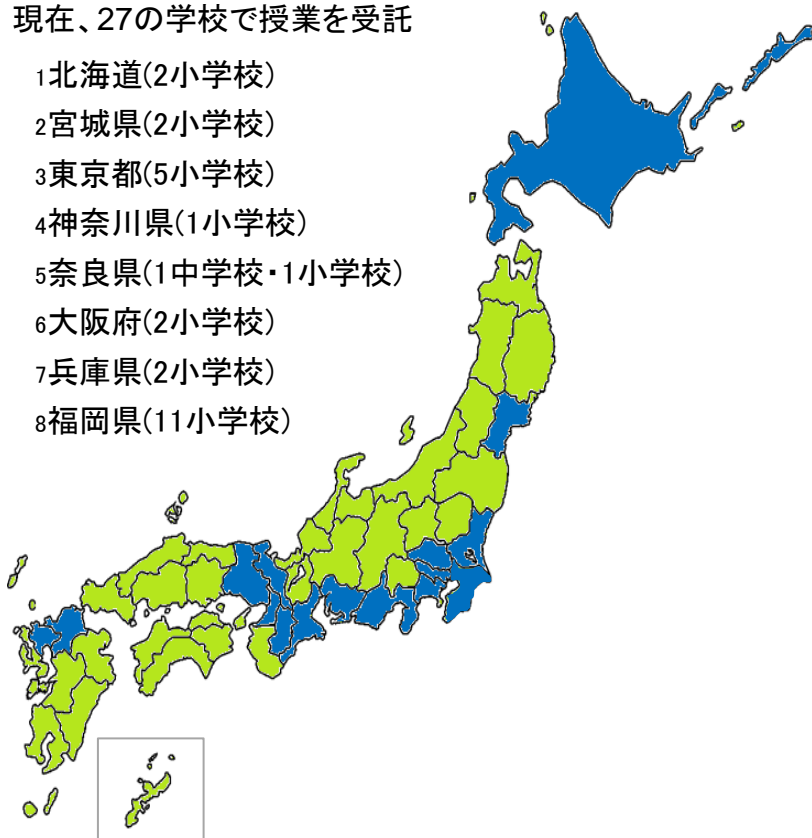 現在、27の学校で授業を受託
1北海道(2小学校)
2宮城県(2小学校)
3東京都(5小学校)
4神奈川県(1小学校)
5奈良県(1中学校・1小学校)
6大阪府(2小学校)
7兵庫県(2小学校)
8福岡県(11小学校)